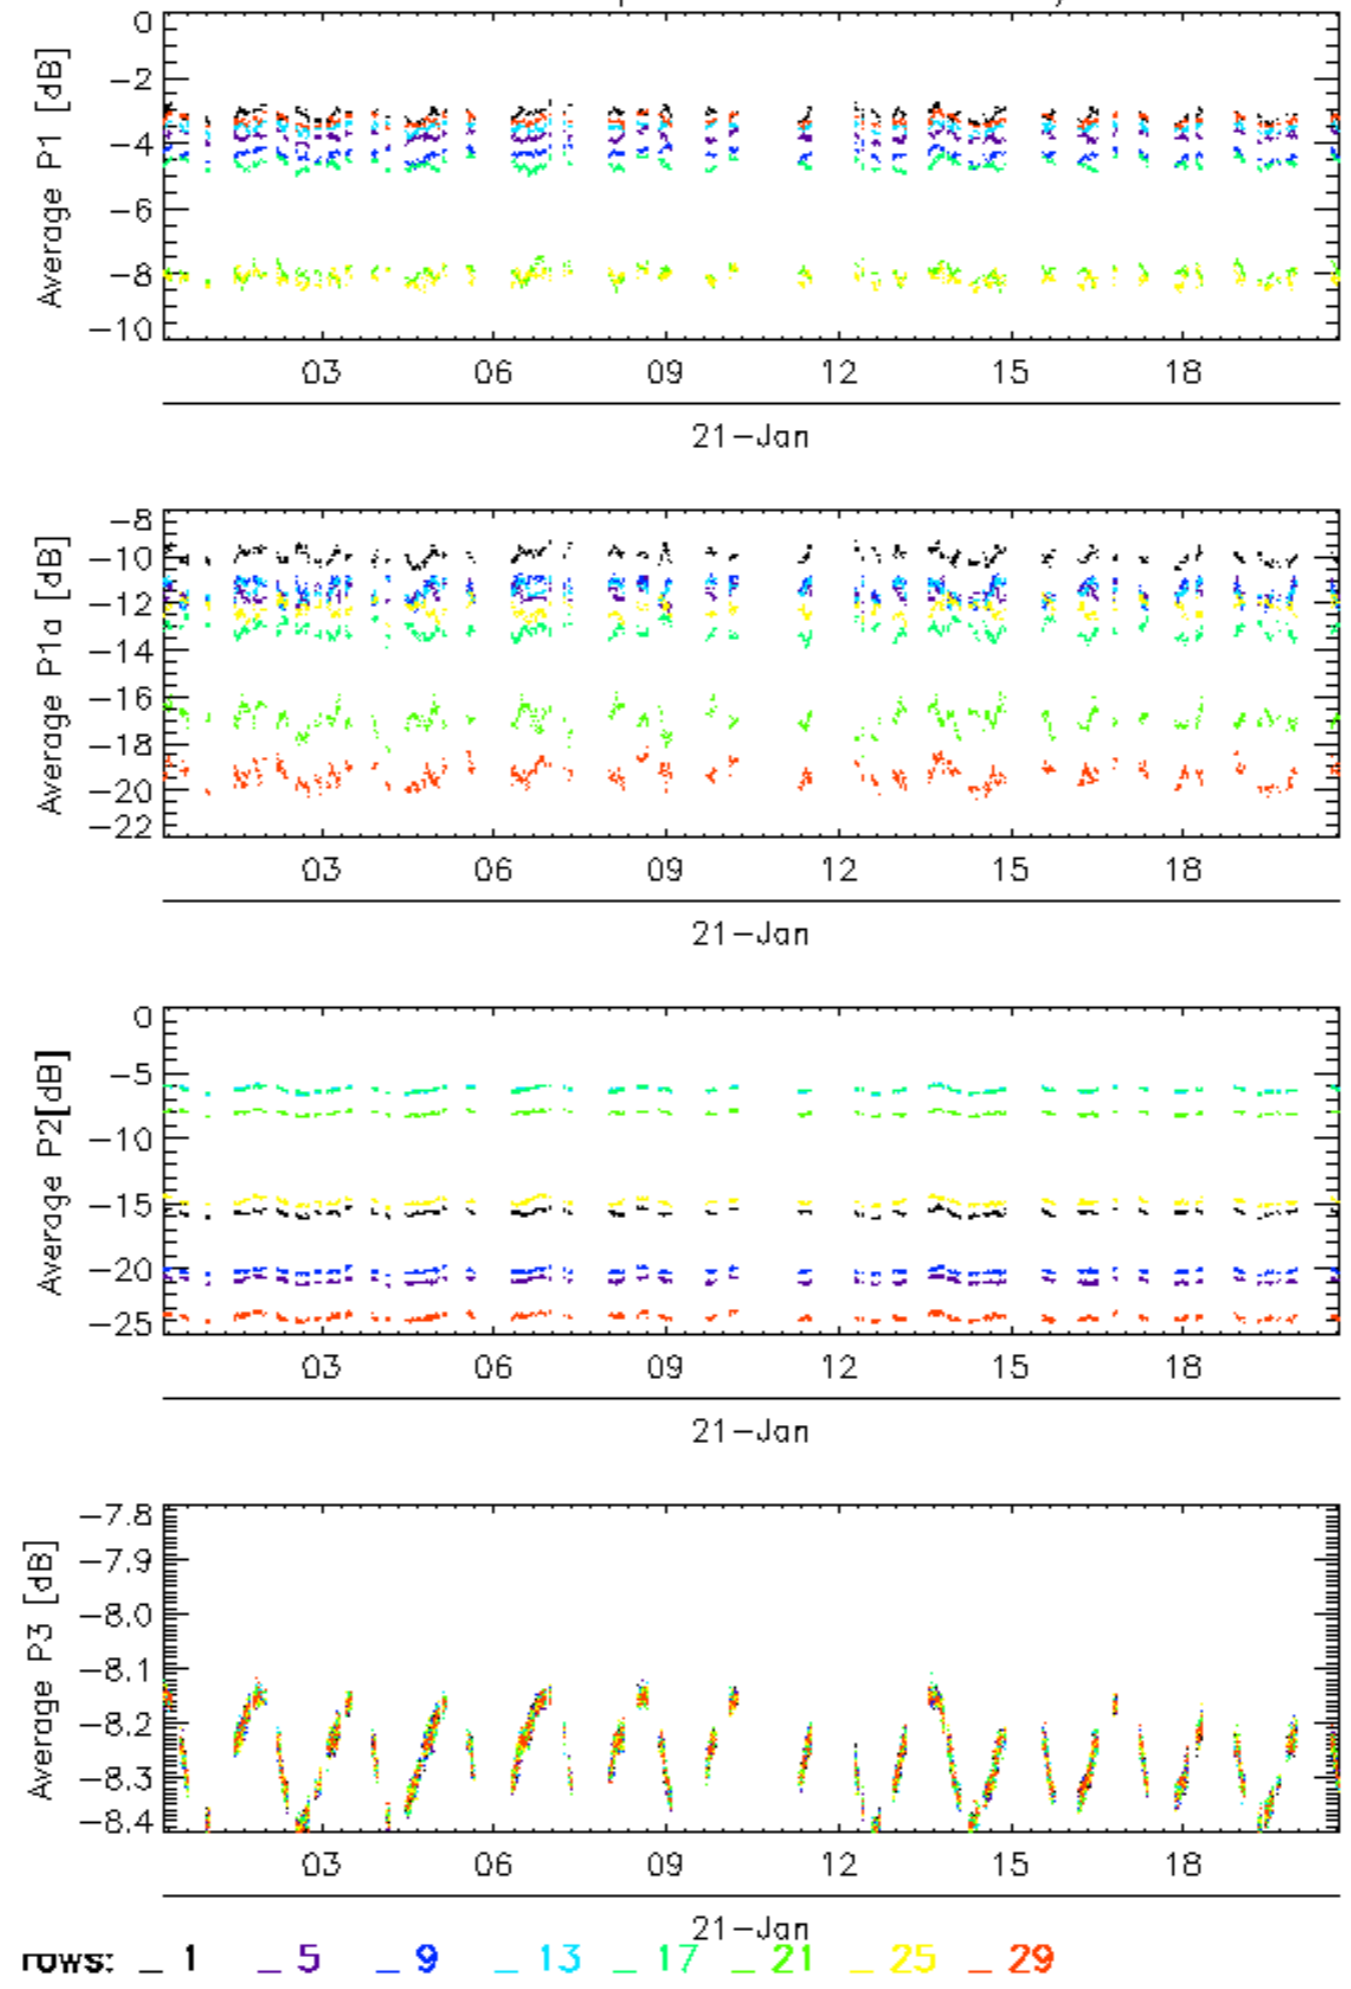 0
-2
-4
-6
-8
-10
Average P1 [dB]
03 06 09 12 15 18
21-Jan
-8
-10
-12
-14
-16
-18
-20
-22
Average P1a [dB]
03 06 09 12 15 18
21-Jan
0
-5
-10
-15
-20
-25
Average P2[dB]
03 06 09 12 15 18
21-Jan
-7.8
-7.9
-8.0
-8.1
-8.2
-8.3
-8.4
Average P3 [dB]
03 06 09 12 15 18
21-Jan
rows: _ 1 _ 5 _ 9 _ 13 _ 17 _ 21 _ 25 _ 29